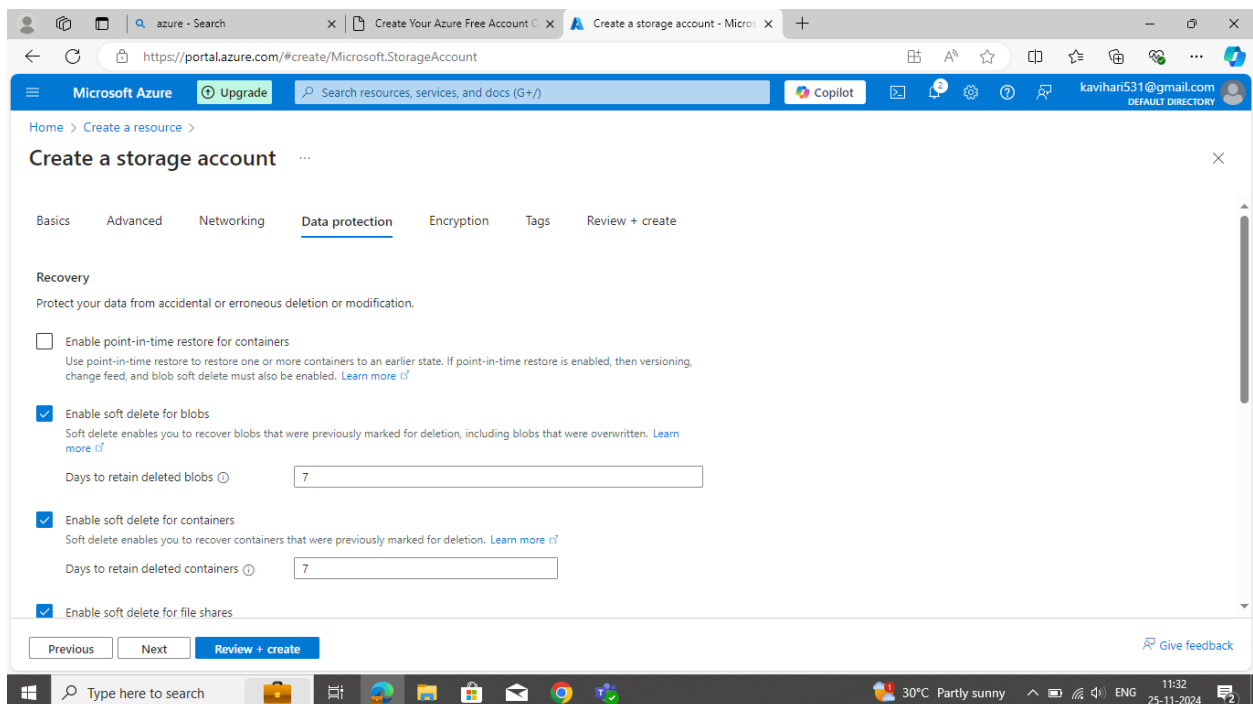 azure - Search
Create Your Azure Free Account C
Create a storage account - Micros
https://portal.azure.com/#create/Microsoft.StorageAccount
Microsoft Azure
Upgrade
Search resources, services, and docs (G+/)
Copilot
2
kavihari531@gmail.com
DEFAULT DIRECTORY
Home > Create a resource >
Create a storage account ...
Basics Advanced Networking Data protection Encryption Tags Review + create
Recovery
Protect your data from accidental or erroneous deletion or modification.
Enable point-in-time restore for containers
Use point-in-time restore to restore one or more containers to an earlier state. If point-in-time restore is enabled, then versioning,
change feed, and blob soft delete must also be enabled. Learn more
Enable soft delete for blobs
Soft delete enables you to recover blobs that were previously marked for deletion, including blobs that were overwritten. Learn
more
Days to retain deleted blobs 7
Enable soft delete for containers
Soft delete enables you to recover containers that were previously marked for deletion. Learn more
Days to retain deleted containers 7
Enable soft delete for file shares
Previous Next Review + create
Give feedback
Type here to search
30°C Partly sunny
ENG
11:32
25-11-2024
2